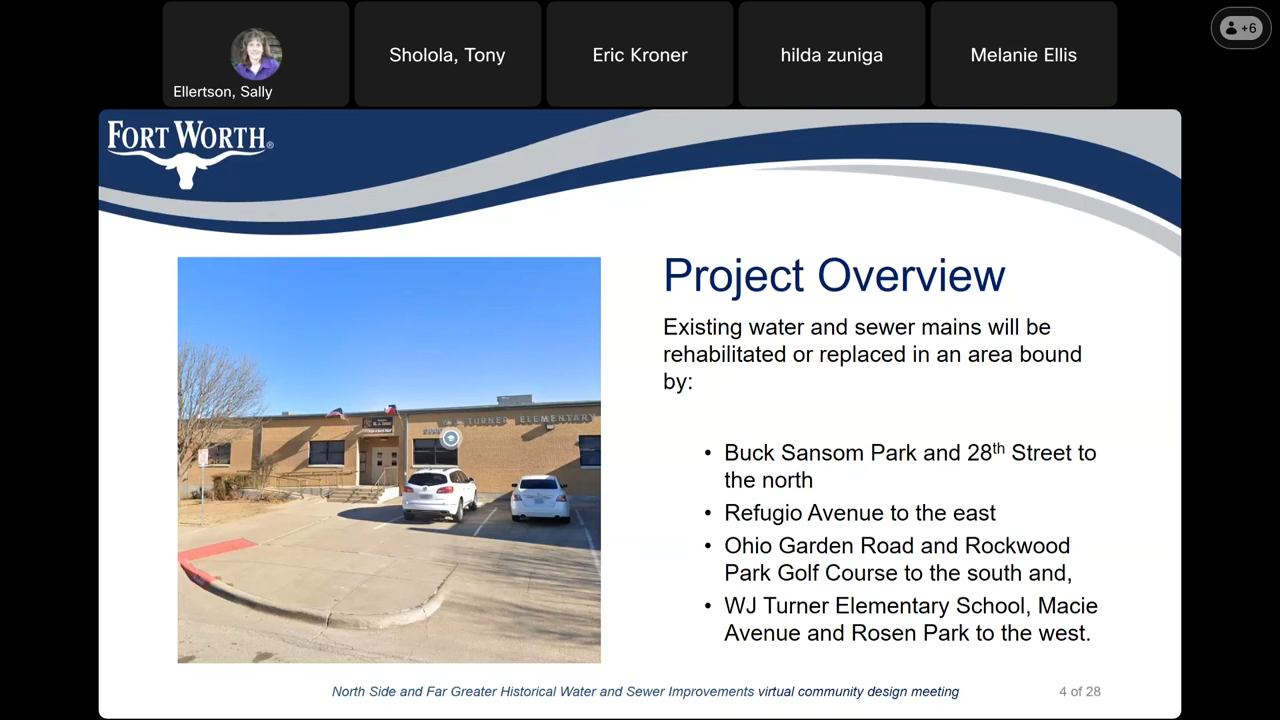 +6
Ellertson, Sally
Sholola, Tony
Eric Kroner
hilda zuniga
Melanie Ellis
FORT WORTH®
Project Overview
Existing water and sewer mains will be
rehabilitated or replaced in an area bound
by:
• Buck Sansom Park and 28th Street to
the north
• Refugio Avenue to the east
• Ohio Garden Road and Rockwood
Park Golf Course to the south and,
• WJ Turner Elementary School, Macie
Avenue and Rosen Park to the west.
TURNER ELEMENTARY
North Side and Far Greater Historical Water and Sewer Improvements virtual community design meeting
4 of 28